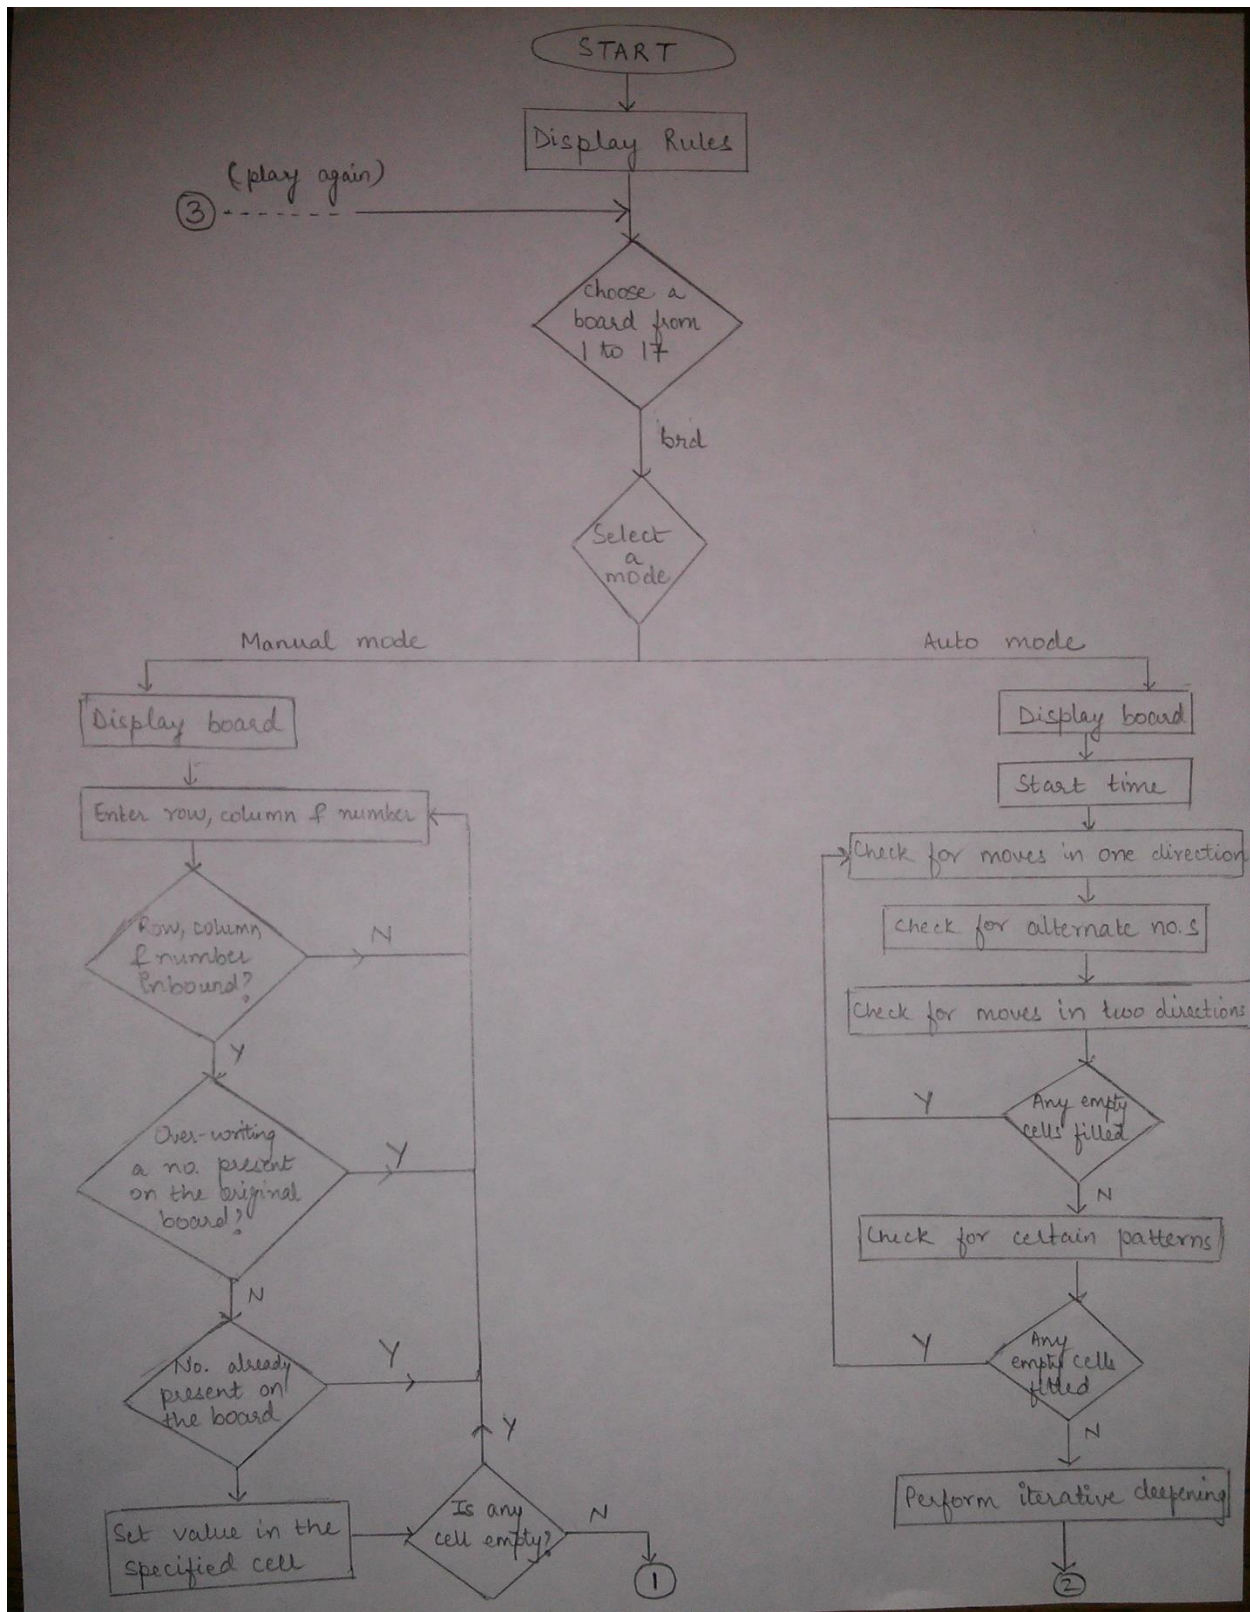 START
Display Rules
(play again)
3
Choose a
board from
1 to 17
brd
Select
a
mode
Manual mode
Auto mode
Display board
Display board
Start time
Enter row, column & number
Check for moves in one direction
Row, column
& number
inbound?
N
Check for alternate no.s
Check for moves in two directions
Y
Any empty
cells filled
Y
Over-writing
a no. present
on the original
board?
Y
N
Check for certain patterns
N
No. already
present on
the board
Y
Any
empty cells
filled
Y
N
Y
Set value in the
specified cell
Is any
cell empty?
N
Perform iterative deepening
1
2